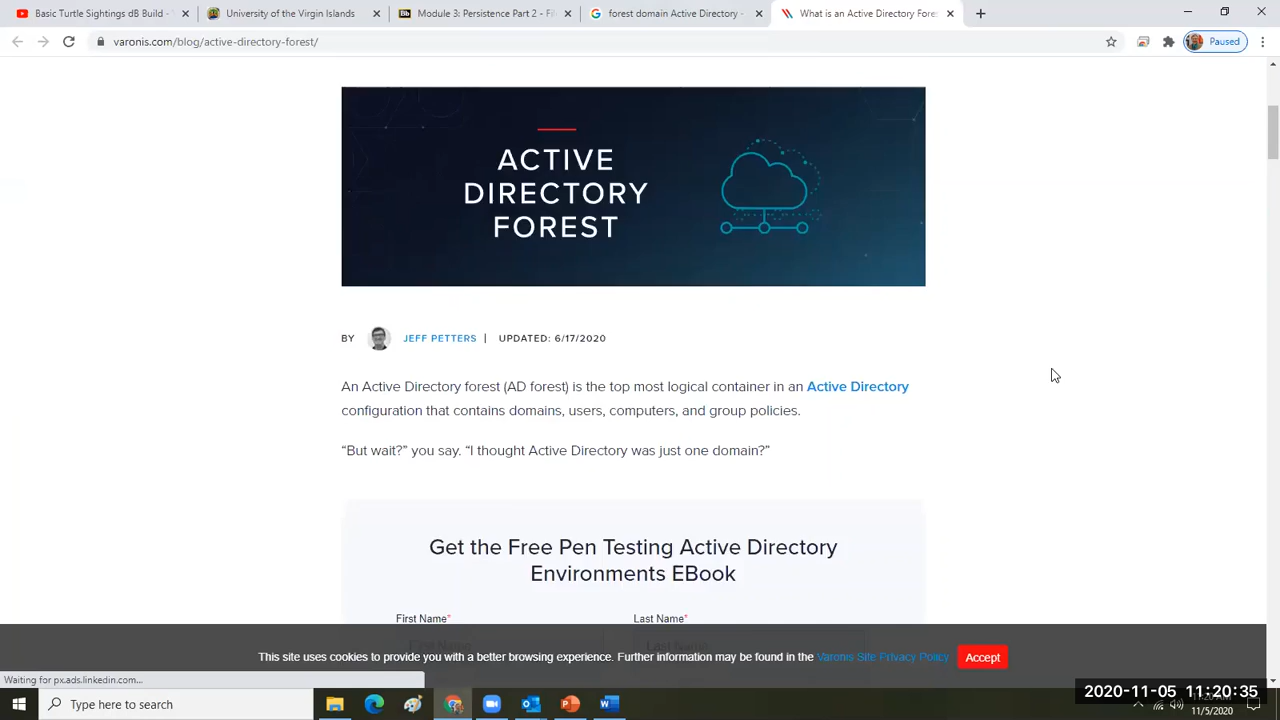 Basic Turtle Sightings dB Build -
University of the Virgin Islands
Module 3: Persistence Part 2 - Fil
forest domain Active Directory -
What is an Active Directory Fores
varonis.com/blog/active-directory-forest/
Paused
ACTIVE
DIRECTORY
FOREST
BY JEFF PETTERS | UPDATED: 6/17/2020
An Active Directory forest (AD forest) is the top most logical container in an Active Directory
configuration that contains domains, users, computers, and group policies.
“But wait?” you say. “I thought Active Directory was just one domain?”
Get the Free Pen Testing Active Directory
Environments EBook
First Name* Last Name*
First Name Last Name
This site uses cookies to provide you with a better browsing experience. Further information may be found in the Varonis Site Privacy Policy Accept
Waiting for px.ads.linkedin.com...
Type here to search
2020-11-05 11:20:35
11/5/2020